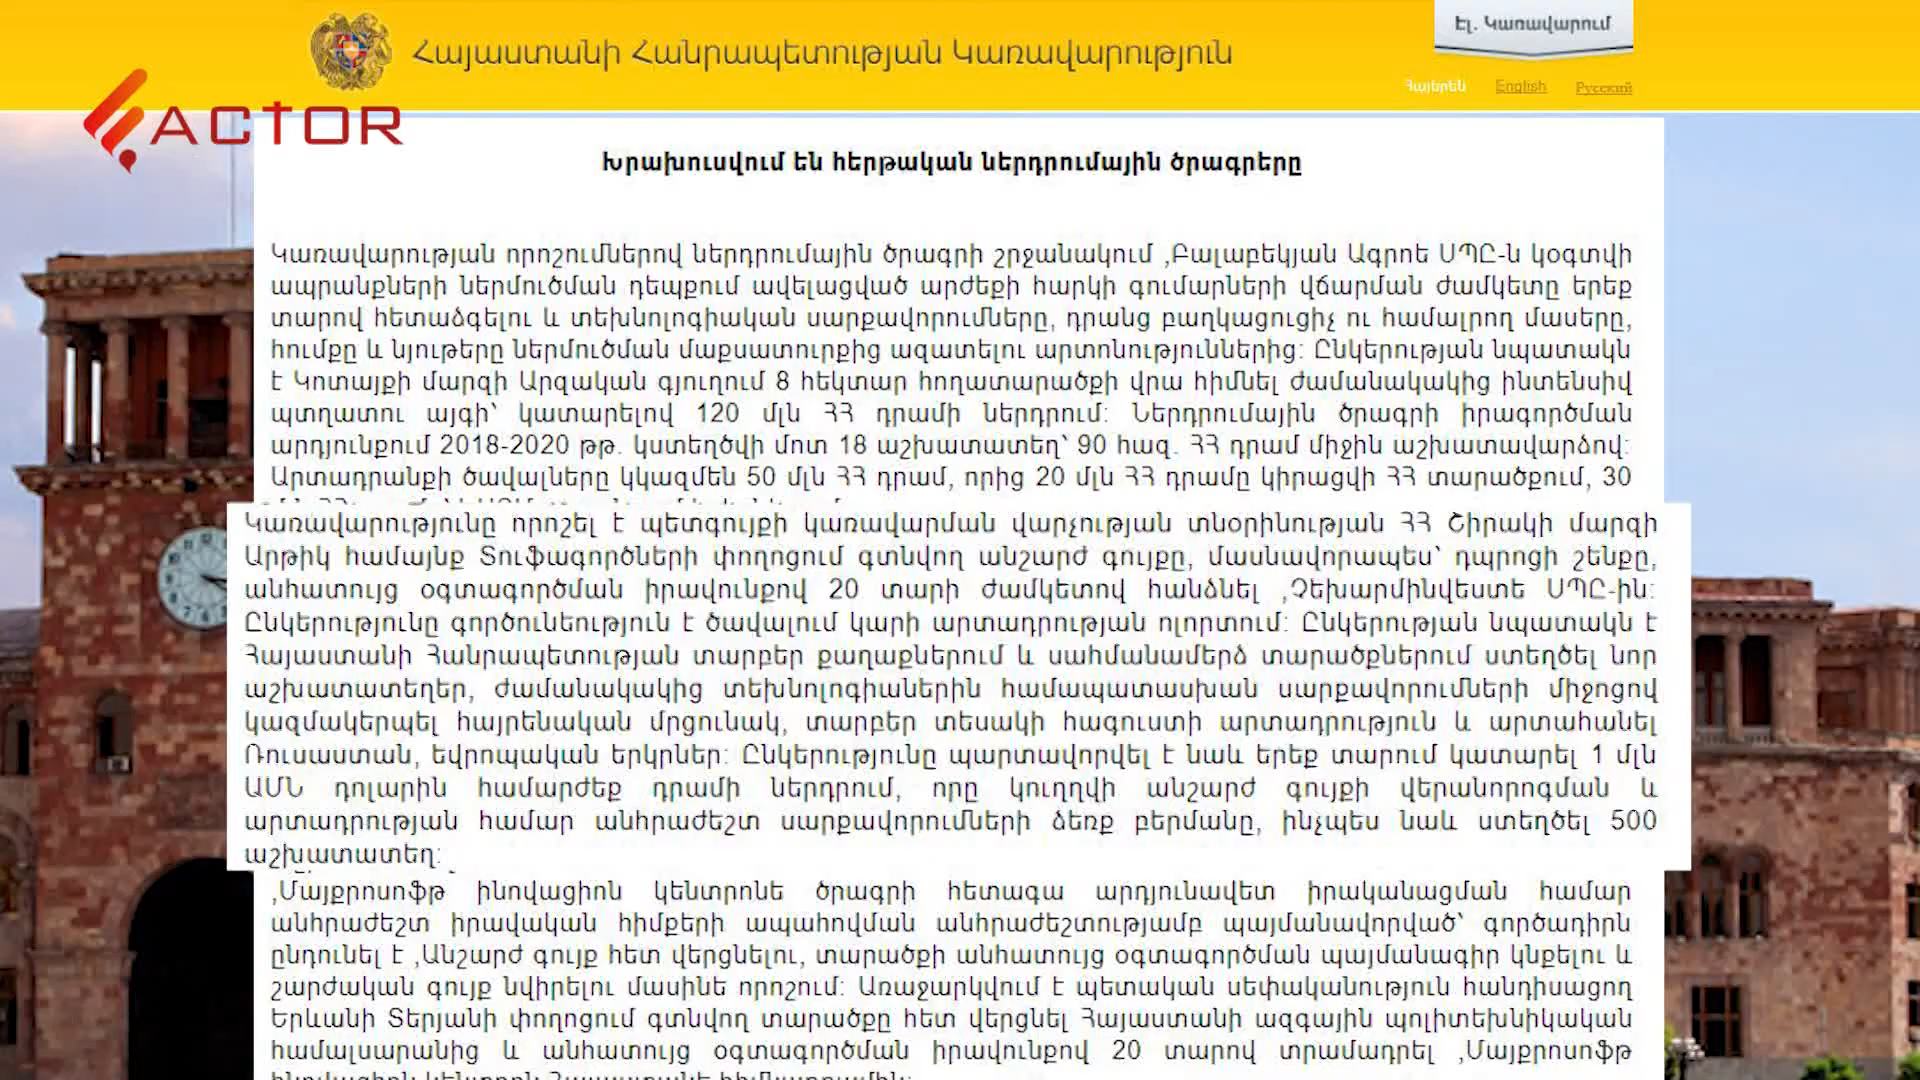 Հայաստանի Հանրապետության Կառավարություն
Էլ. Կառավարում
Հայերեն English Русский
ACTOR
Խրախուսվում են հերթական ներդրումային ծրագրերը
Կառավարության որոշումներով ներդրումային ծրագրի շրջանակում ,Բալաբեկյան Ագրոե ՍՊԸ-ն կօգտվի
ապրանքների ներմուծման դեպքում ավելացված արժեքի հարկի գումարների վճարման ժամկետը երեք
տարով հետաձգելու և տեխնոլոգիական սարքավորումները, դրանց բաղկացուցիչ ու համալրող մասերը,
հումքը և նյութերը ներմուծման մաքսատուրքից ազատելու արտոնություններից: Ընկերության նպատակն
է Կոտայքի մարզի Արզական գյուղում 8 հեկտար հողատարածքի վրա հիմնել ժամանակակից ինտենսիվ
պտղատու այգի՝ կատարելով 120 մլն ՀՀ դրամի ներդրում: Ներդրումային ծրագրի իրագործման
արդյունքում 2018-2020 թթ. կստեղծվի մոտ 18 աշխատատեղ՝ 90 հազ. ՀՀ դրամ միջին աշխատավարձով:
Արտադրանքի ծավալները կկազմեն 50 մլն ՀՀ դրամ, որից 20 մլն ՀՀ դրամը կիրացվի ՀՀ տարածքում, 30
Կառավարությունը որոշել է պետգույքի կառավարման վարչության տնօրինության ՀՀ Շիրակի մարզի
Արթիկ համայնք Տուֆագործների փողոցում գտնվող անշարժ գույքը, մասնավորապես՝ դպրոցի շենքը,
անհատույց օգտագործման իրավունքով 20 տարի ժամկետով հանձնել ,Չեխարմինվեստե ՍՊԸ-ին:
Ընկերությունը գործունեություն է ծավալում կարի արտադրության ոլորտում: Ընկերության նպատակն է
Հայաստանի Հանրապետության տարբեր քաղաքներում և սահմանամերձ տարածքներում ստեղծել նոր
աշխատատեղեր, ժամանակակից տեխնոլոգիաներին համապատասխան սարքավորումների միջոցով
կազմակերպել հայրենական մրցունակ, տարբեր տեսակի հագուստի արտադրություն և արտահանել
Ռուսաստան, եվրոպական երկրներ: Ընկերությունը պարտավորվել է նաև երեք տարում կատարել 1 մլն
ԱՄՆ դոլարին համարժեք դրամի ներդրում, որը կուղղվի անշարժ գույքի վերանորոգման և
արտադրության համար անհրաժեշտ սարքավորումների ձեռք բերմանը, ինչպես նաև ստեղծել 500
աշխատատեղ:
,Մայքրոսոֆթ ինովացիոն կենտրոնե ծրագրի հետագա արդյունավետ իրականացման համար
անհրաժեշտ իրավական հիմքերի ապահովման անհրաժեշտությամբ պայմանավորված՝ գործադիրն
ընդունել է ,Անշարժ գույք հետ վերցնելու, տարածքի անհատույց օգտագործման պայմանագիր կնքելու և
շարժական գույք նվիրելու մասինե որոշում: Առաջարկվում է պետական սեփականություն հանդիսացող
Երևանի Տերյանի փողոցում գտնվող տարածքը հետ վերցնել Հայաստանի ազգային պոլիտեխնիկական
համալսարանից և անհատույց օգտագործման իրավունքով 20 տարով տրամադրել ,Մայքրոսոֆթ